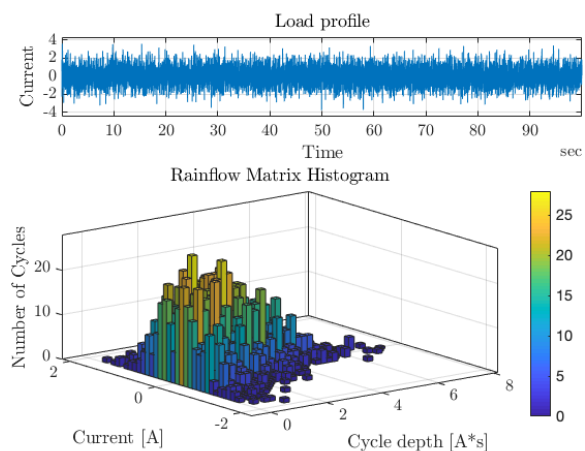 Load profile
4
2
0
-2
-4
Current
0 10 20 30 40 50 60 70 80 90
Time
sec
Rainflow Matrix Histogram
20
10
0
Number of Cycles
2
0
-2
Current [A]
0
2
4
6
8
Cycle depth [A*s]
25
20
15
10
5
0